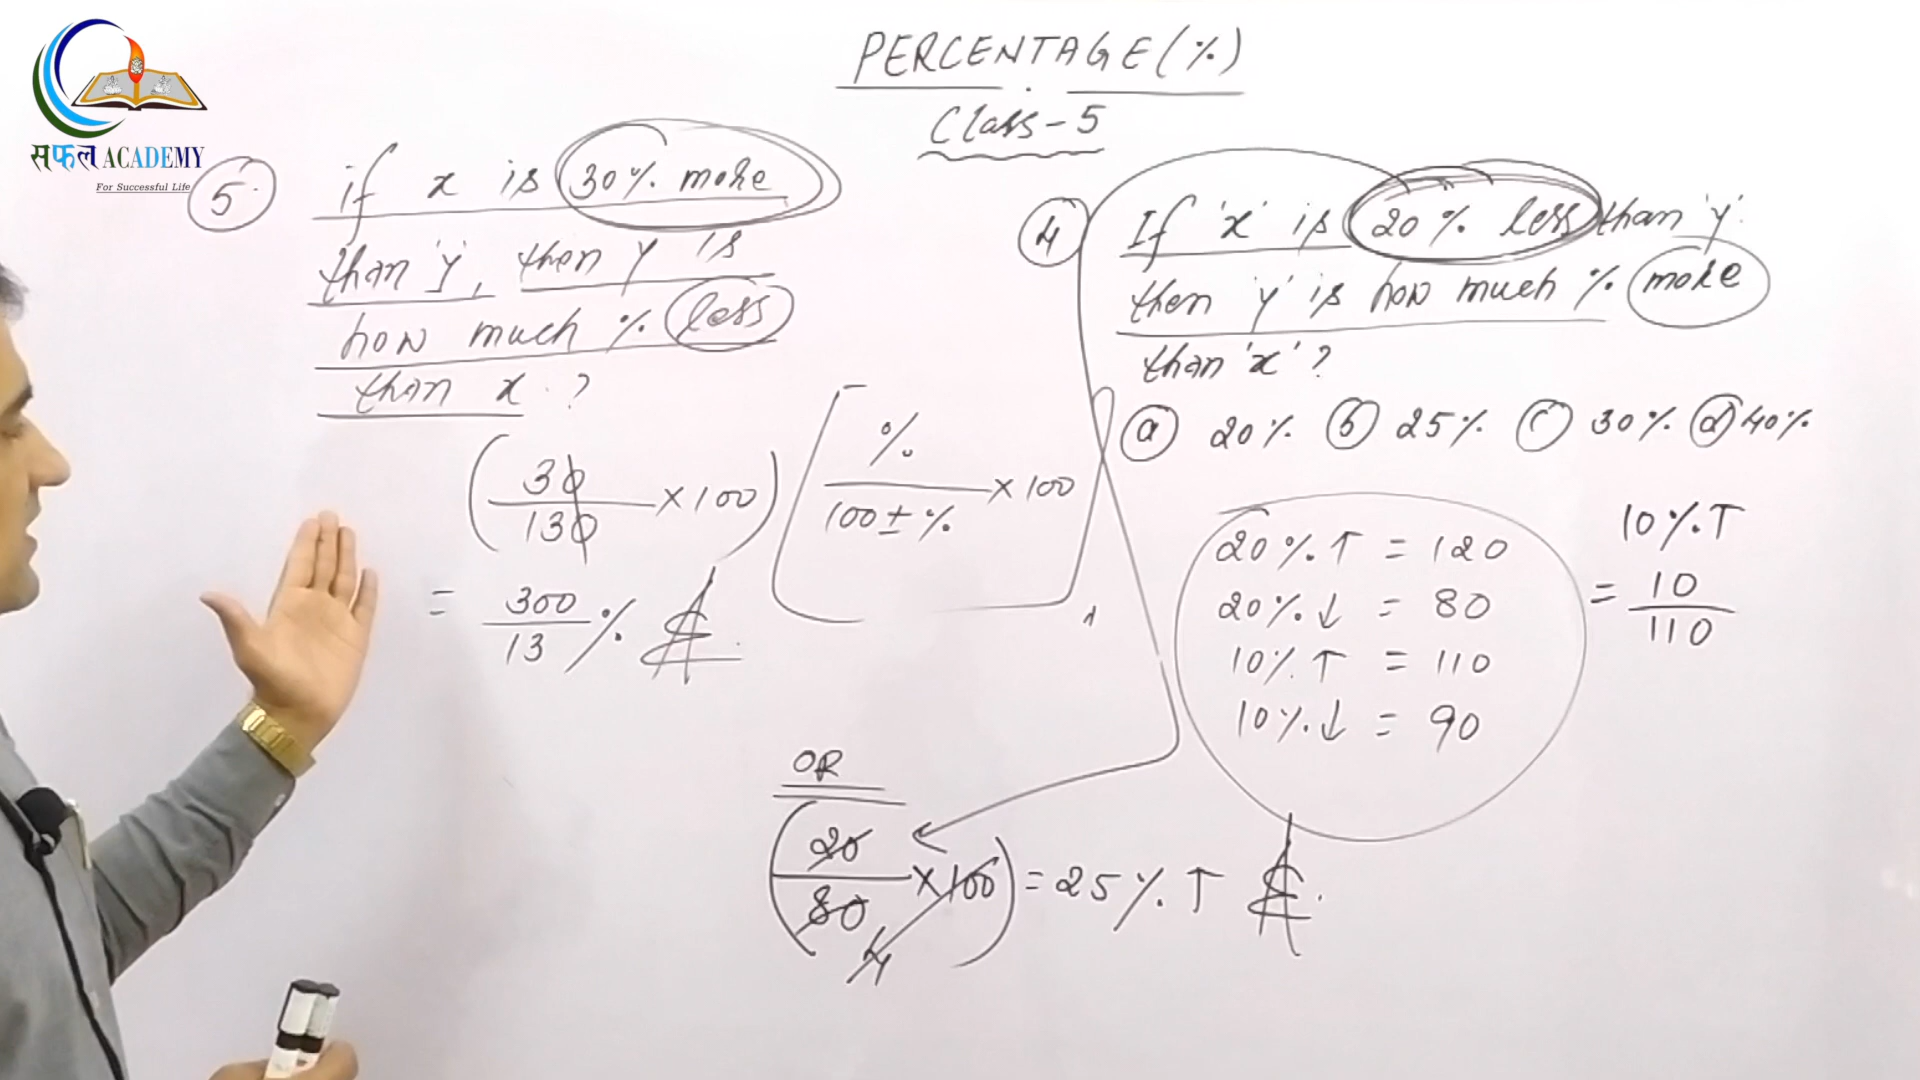 सफल ACADEMY
For Successful Life
PERCENTAGE (%)
Class-5
5 if x is 30% more
than 'y', then y is
how much % less
than x ?
(30/130 × 100)
= 300/13 %
%/100 ± % × 100
4 If 'x' is 20% less than 'y'
then 'y' is how much % more
than 'x' ?
a 20% b 25% c 30% d 40%
20% ↑ = 120
20% ↓ = 80
10% ↑ = 110
10% ↓ = 90
10% ↑
= 10/110
OR
(20/80 × 100) = 25% ↑
4